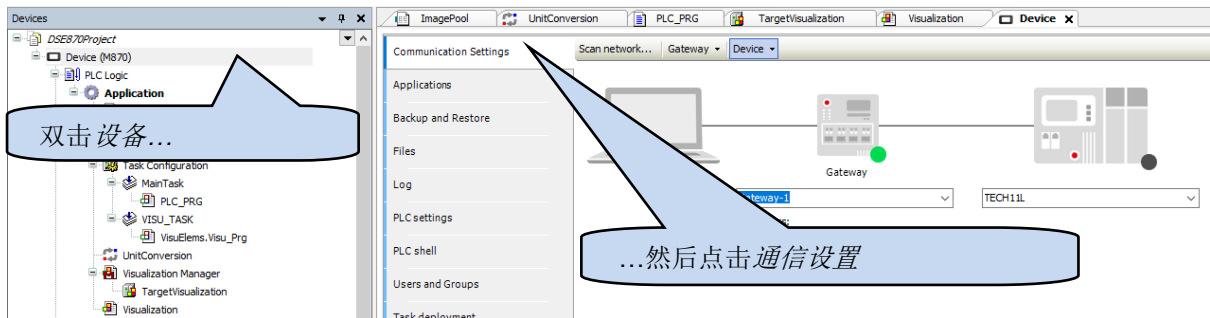 Devices
DSE870Project
Device (M870)
PLC Logic
Application
双击设备...
Task Configuration
MainTask
PLC_PRG
VISU_TASK
VisuElems.Visu_Prg
UnitConversion
Visualization Manager
TargetVisualization
Visualization
ImagePool UnitConversion PLC_PRG TargetVisualization Visualization Device
Communication Settings
Applications
Backup and Restore
Files
Log
PLC settings
PLC shell
Users and Groups
Task deployment
Scan network... Gateway Device
Gateway
TECH11L
...然后点击通信设置